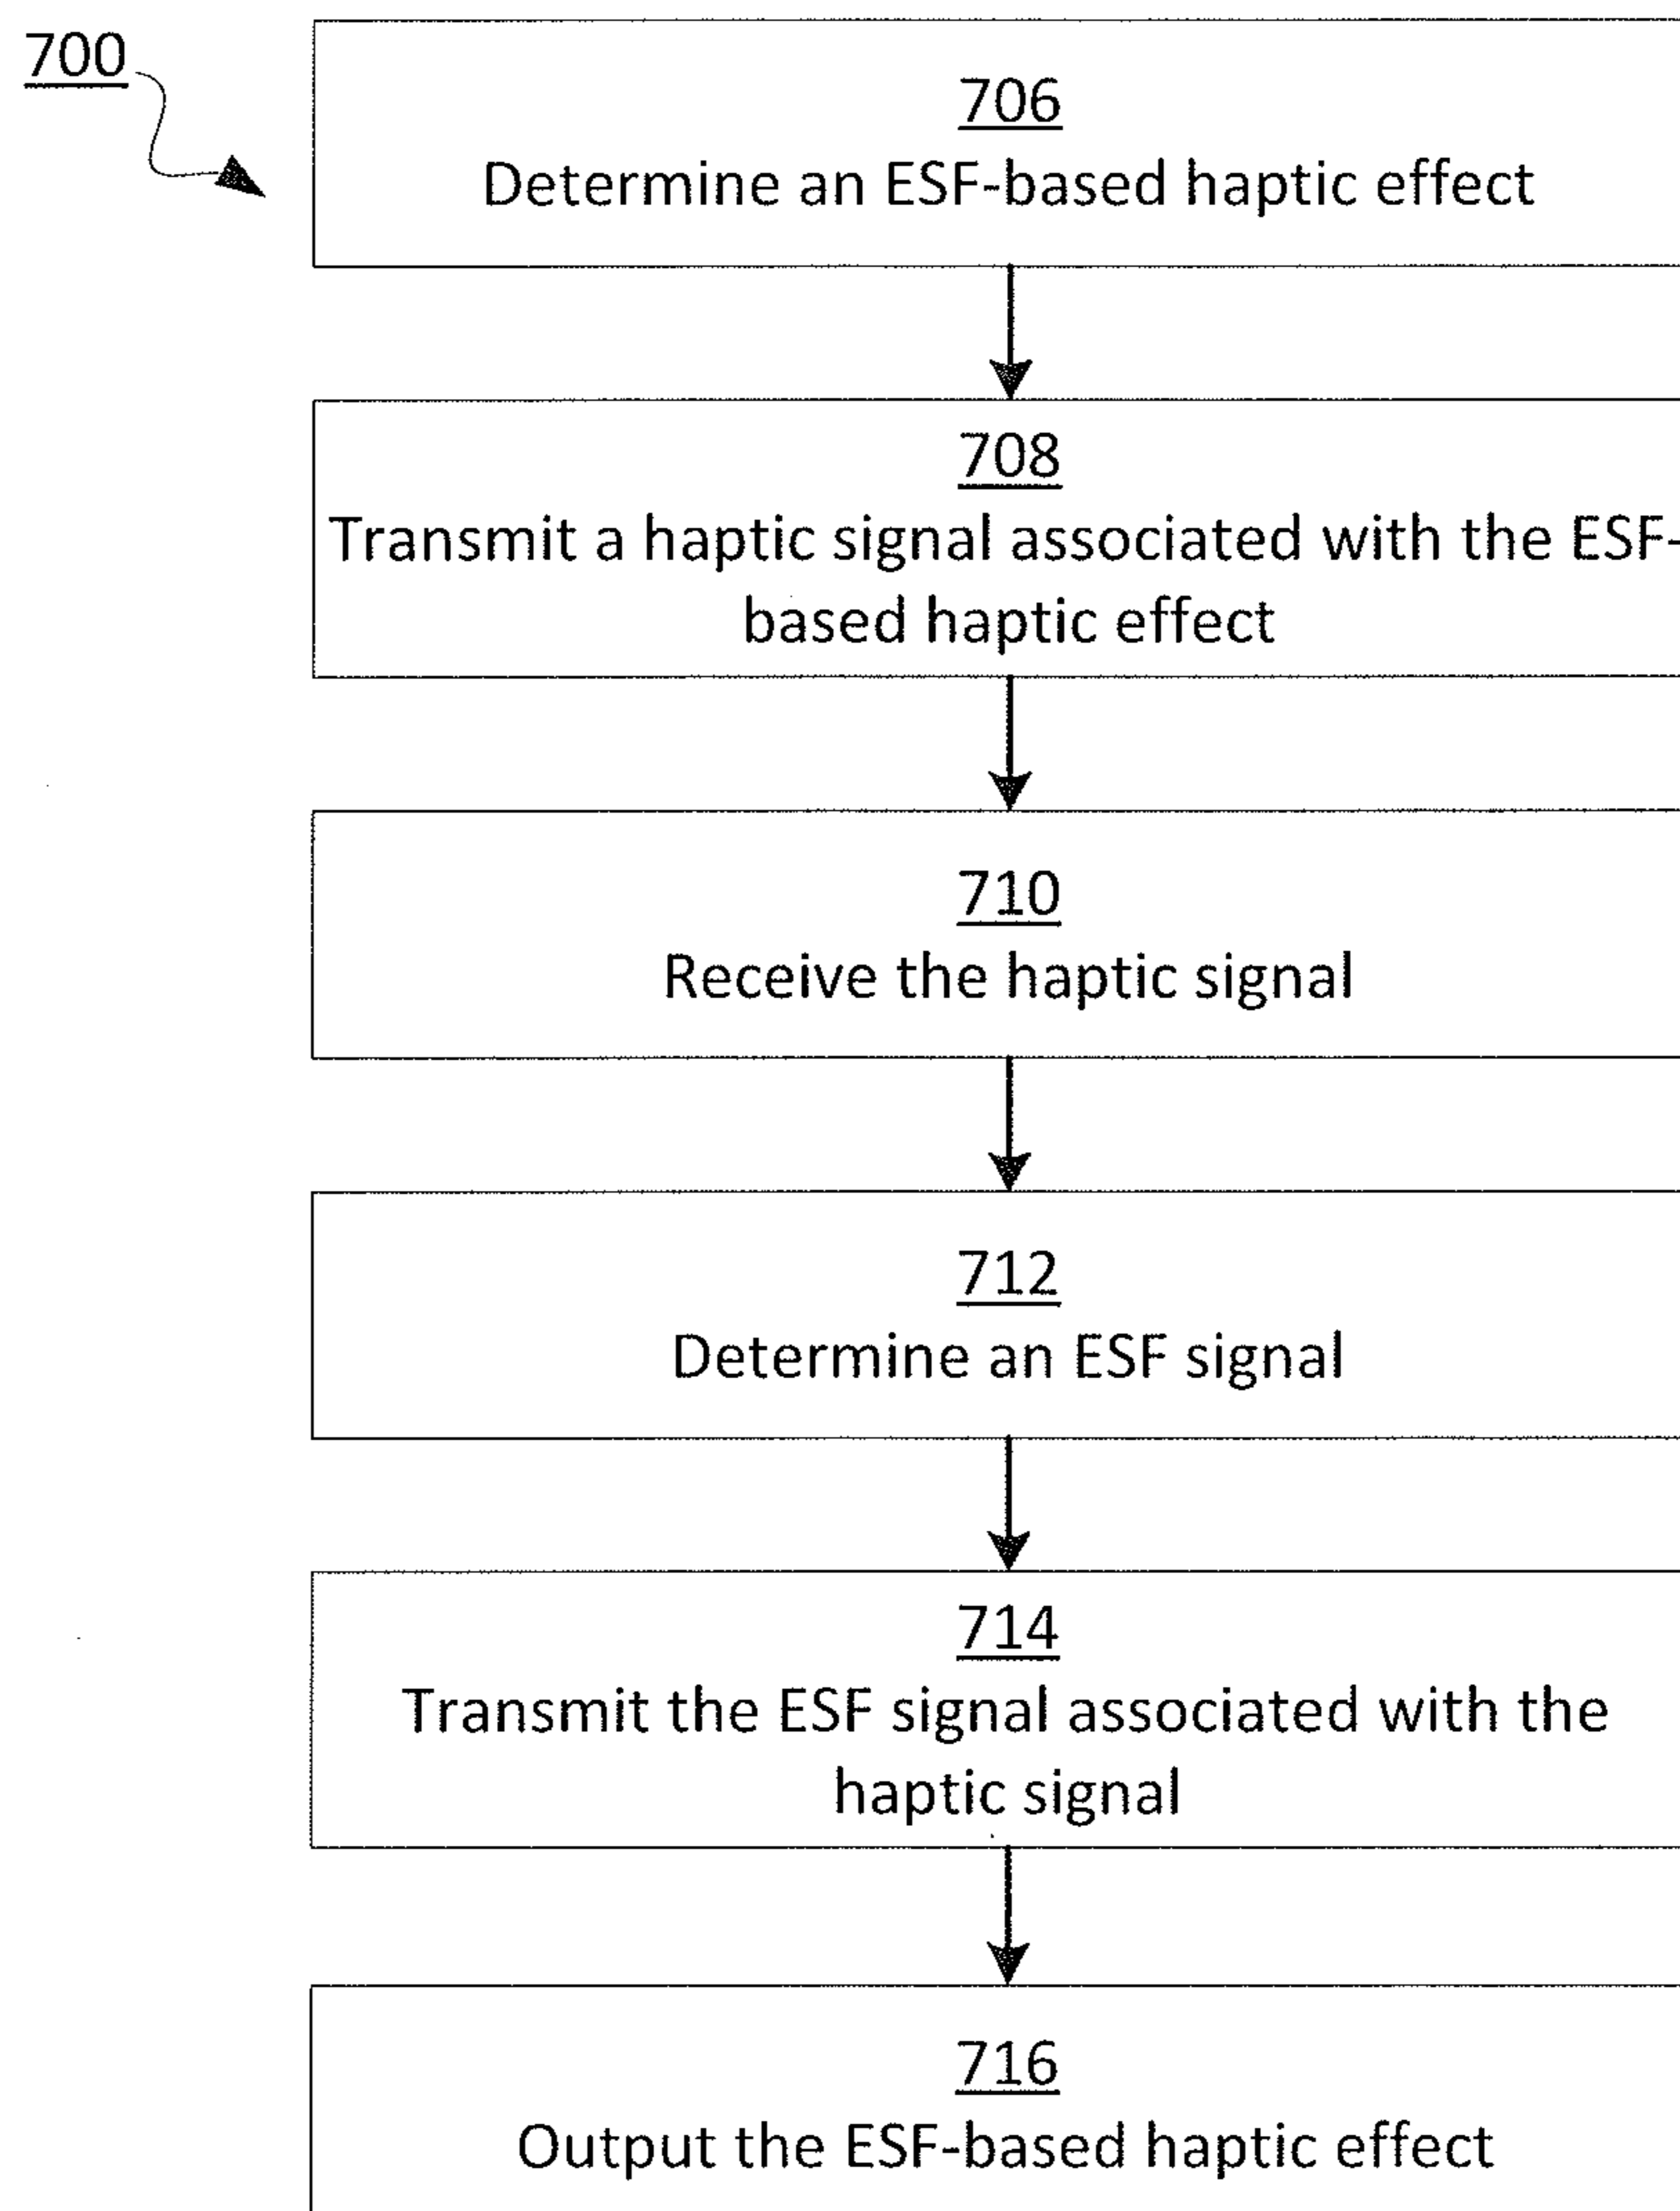 700
706
Determine an ESF-based haptic effect
708
Transmit a haptic signal associated with the ESF-
based haptic effect
710
Receive the haptic signal
712
Determine an ESF signal
714
Transmit the ESF signal associated with the
haptic signal
716
Output the ESF-based haptic effect